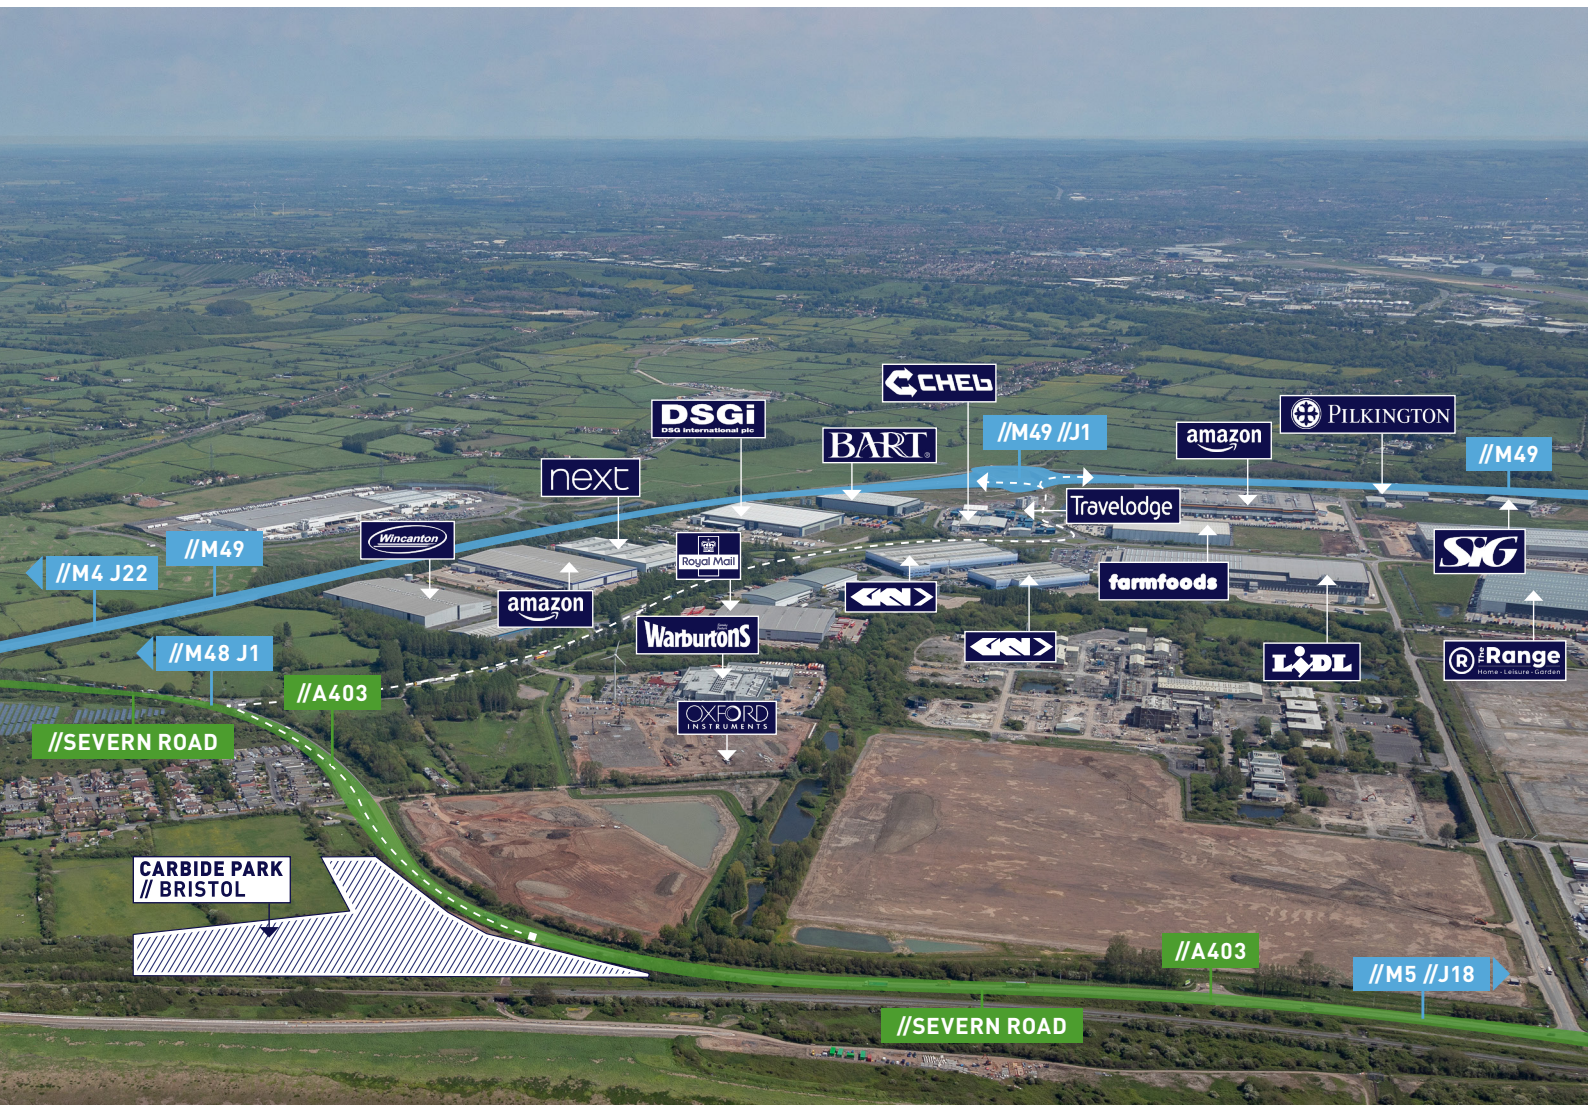 CHEP
DSGi
DSG international plc
BART
//M49 //J1
amazon
PILKINGTON
//M49
next
Travelodge
Wincanton
//M49
Royal Mail
SIG
//M4 J22
amazon
GKN
farmfoods
Warburtons
GKN
LIDL
The Range
Home - Leisure - Garden
//M48 J1
//A403
OXFORD
INSTRUMENTS
//SEVERN ROAD
CARBIDE PARK
// BRISTOL
//A403
//M5 //J18
//SEVERN ROAD